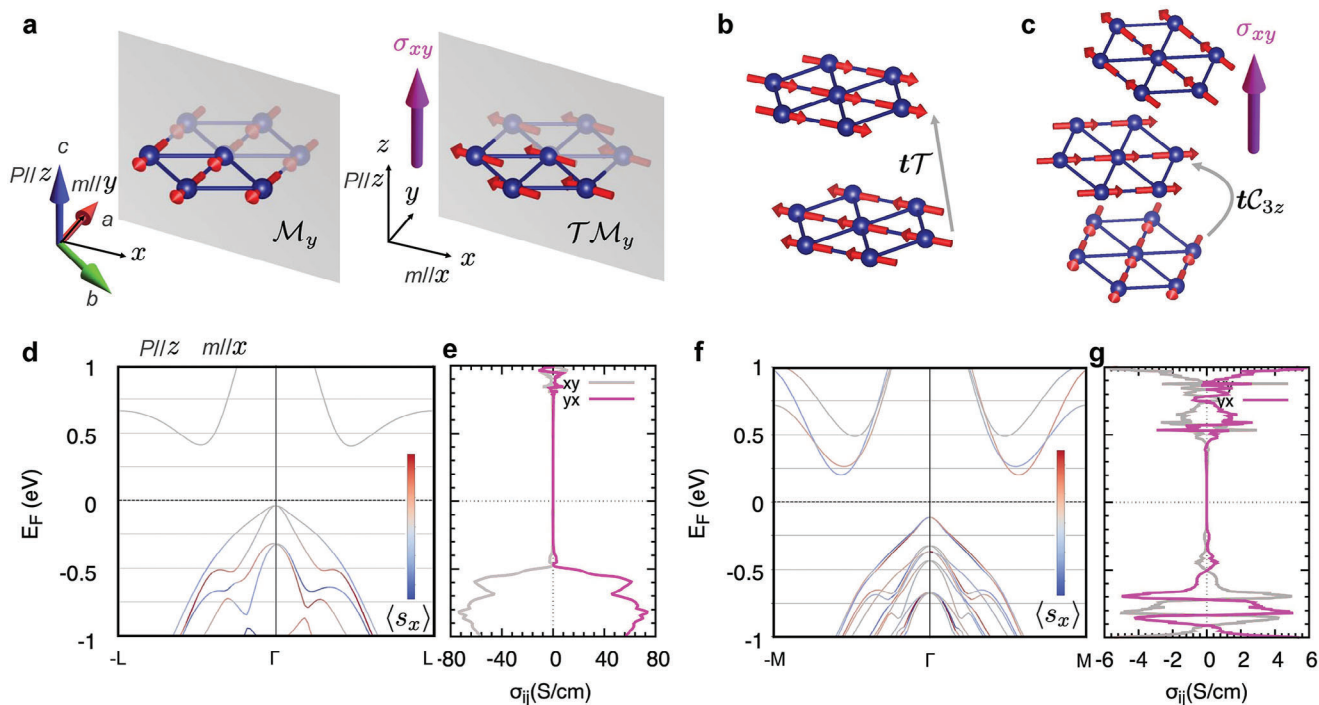 a
σxy
c
P//z
m//y
a
x
b
ℳy
z
P//z
y
x
m//x
𝒯ℳy
b
t𝒯
c
σxy
t𝒞3z
d
P//z m//x
EF (eV)
1
0.5
0
-0.5
-1
⟨sx⟩
-L
Γ
L
e
xy
yx
-80
-40
0
40
80
σij(S/cm)
f
EF (eV)
1
0.5
0
-0.5
-1
⟨sx⟩
-M
Γ
M
g
yx
-6
-4
-2
0
2
4
6
σij(S/cm)